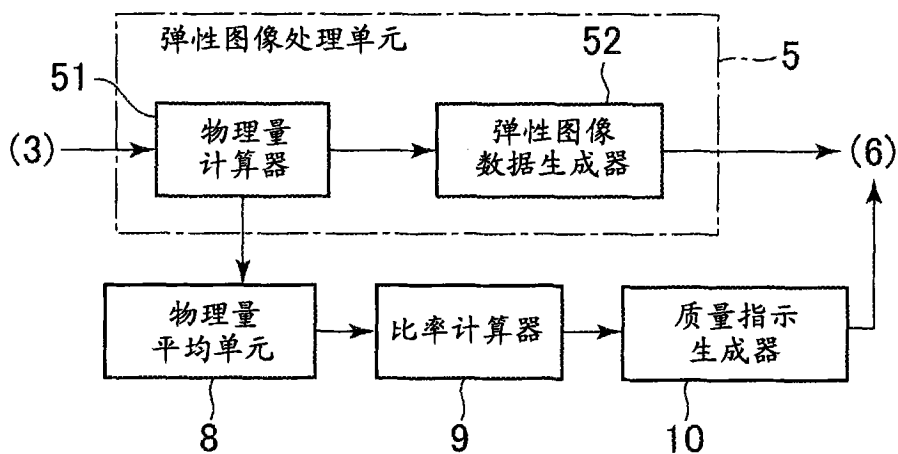 弹性图像处理单元
52
5
51
(3)
物理量
计算器
弹性图像
数据生成器
(6)
物理量
平均单元
比率计算器
质量指示
生成器
8
9
10